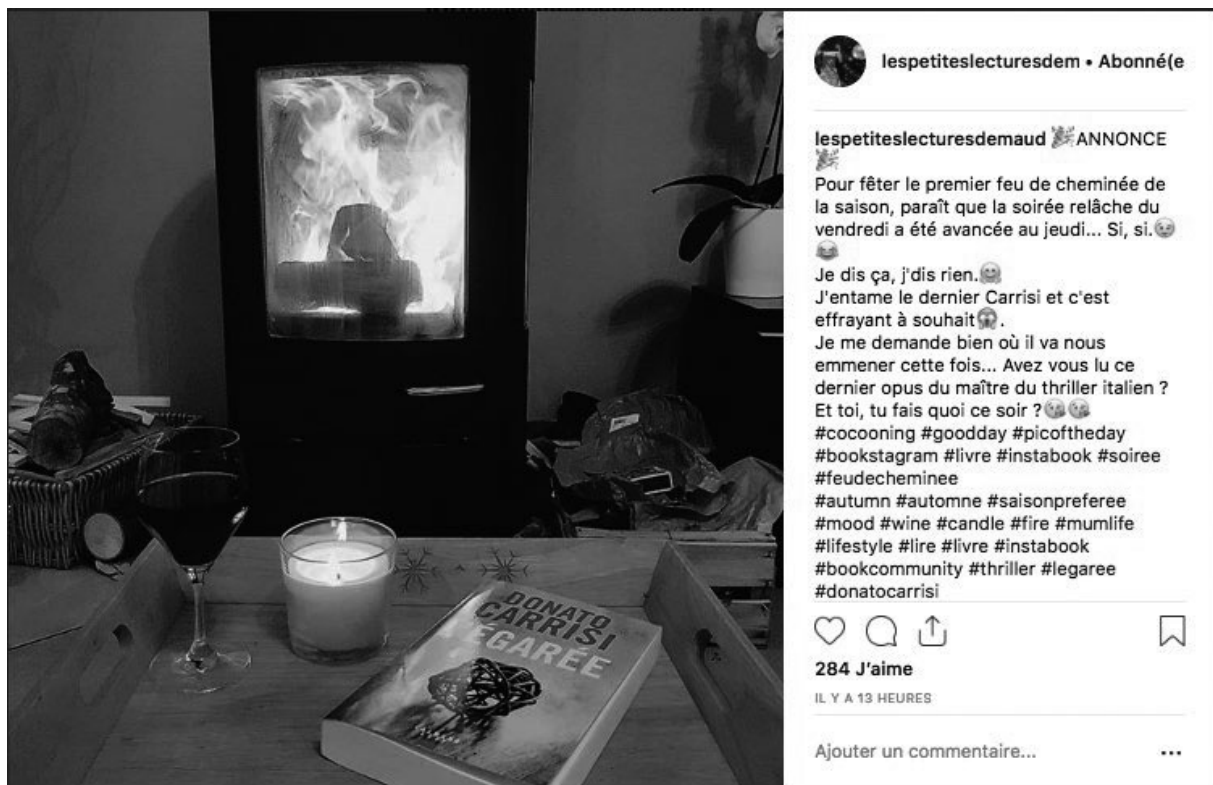 DONATO
CARRISI
L'ÉGARÉE
lespetiteslecturesdem • Abonné(e
lespetiteslecturesdemaud 🎉ANNONCE
🎉
Pour fêter le premier feu de cheminée de
la saison, paraît que la soirée relâche du
vendredi a été avancée au jeudi... Si, si.😉
😂
Je dis ça, j'dis rien.🤗
J'entame le dernier Carrisi et c'est
effrayant à souhait😱.
Je me demande bien où il va nous
emmener cette fois... Avez vous lu ce
dernier opus du maître du thriller italien ?
Et toi, tu fais quoi ce soir ?😘😘
#cocooning #goodday #picoftheday
#bookstagram #livre #instabook #soiree
#feudecheminee
#autumn #automne #saisonpreferee
#mood #wine #candle #fire #mumlife
#lifestyle #lire #livre #instabook
#bookcommunity #thriller #legaree
#donatocarrisi
284 J'aime
IL Y A 13 HEURES
Ajouter un commentaire...